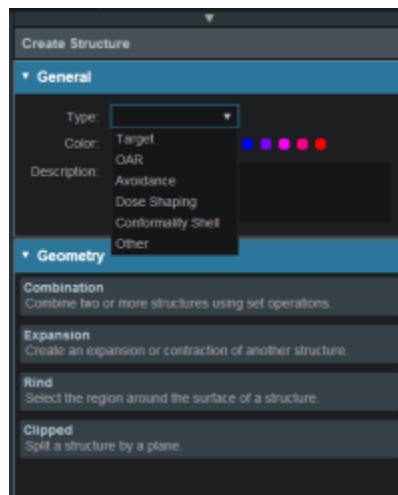 Create Structure
General
Type:
Target
Color:
OAR
Description:
Avoidance
Dose Shaping
Conformality Shell
Other
Geometry
Combination
Combine two or more structures using set operations.
Expansion
Create an expansion or contraction of another structure.
Rind
Select the region around the surface of a structure.
Clipped
Split a structure by a plane.